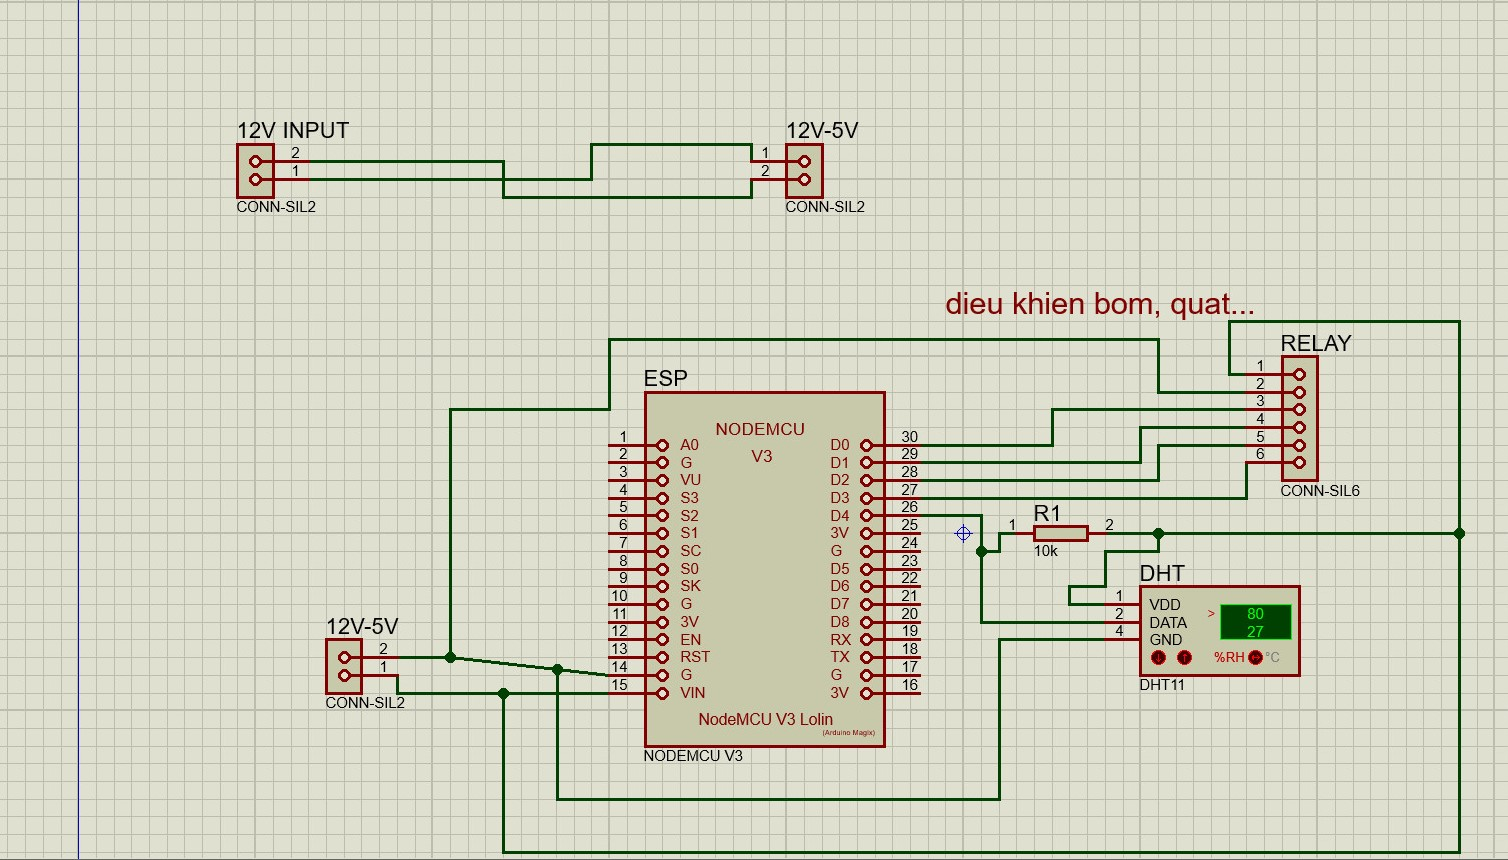 12V INPUT
2
1
CONN-SIL2
12V-5V
1
2
CONN-SIL2
dieu khien bom, quat...
RELAY
1
2
3
4
5
6
CONN-SIL6
ESP
NODEMCU
V3
1 A0 D0 30
2 G D1 29
3 VU D2 28
4 S3 D3 27
5 S2 D4 26
6 S1 3V 25
7 SC G 24
8 S0 D5 23
9 SK D6 22
10 G D7 21
11 3V D8 20
12 EN RX 19
13 RST TX 18
14 G G 17
15 VIN 3V 16
NodeMCU V3 Lolin
(Arduino Magix)
NODEMCU V3
R1
1 2
10k
DHT
1 VDD > 80
2 DATA 27
4 GND
%RH °C
DHT11
12V-5V
2
1
CONN-SIL2